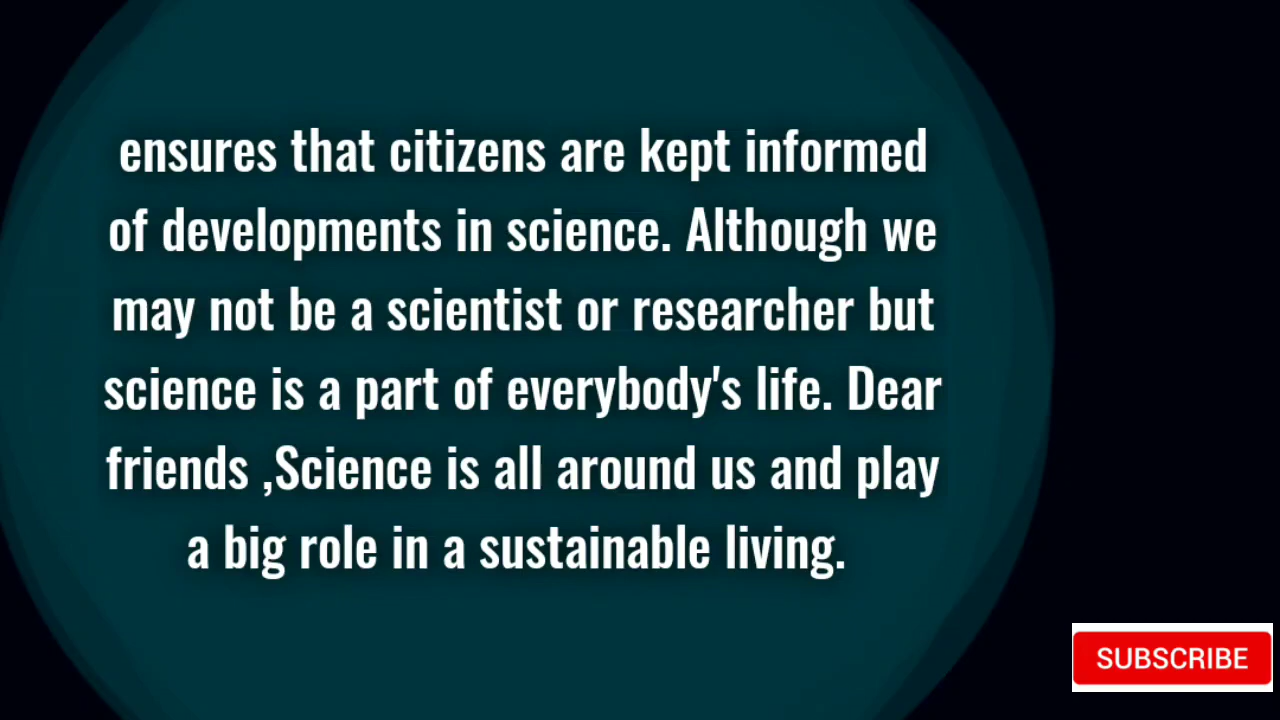 ensures that citizens are kept informed
of developments in science. Although we
may not be a scientist or researcher but
science is a part of everybody's life. Dear
friends ,Science is all around us and play
a big role in a sustainable living.
SUBSCRIBE